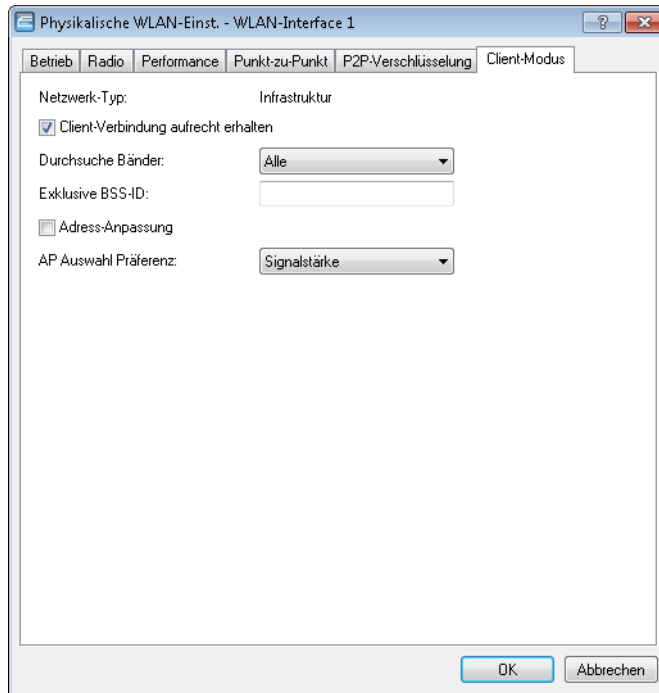 Physikalische WLAN-Einst. - WLAN-Interface 1
Betrieb Radio Performance Punkt-zu-Punkt P2P-Verschlüsselung Client-Modus
Netzwerk-Typ: Infrastruktur
Client-Verbindung aufrecht erhalten
Durchsuche Bänder: Alle
Exklusive BSS-ID:
Adress-Anpassung
AP Auswahl Präferenz: Signalstärke
OK Abbrechen